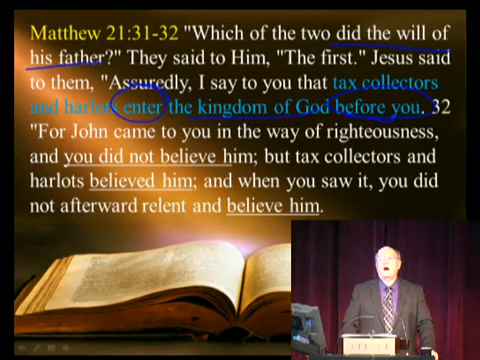 Matthew 21:31-32 "Which of the two did the will of
his father?" They said to Him, "The first." Jesus said
to them, "Assuredly, I say to you that tax collectors
and harlots enter the kingdom of God before you. 32
"For John came to you in the way of righteousness,
and you did not believe him; but tax collectors and
harlots believed him; and when you saw it, you did
not afterward relent and believe him.